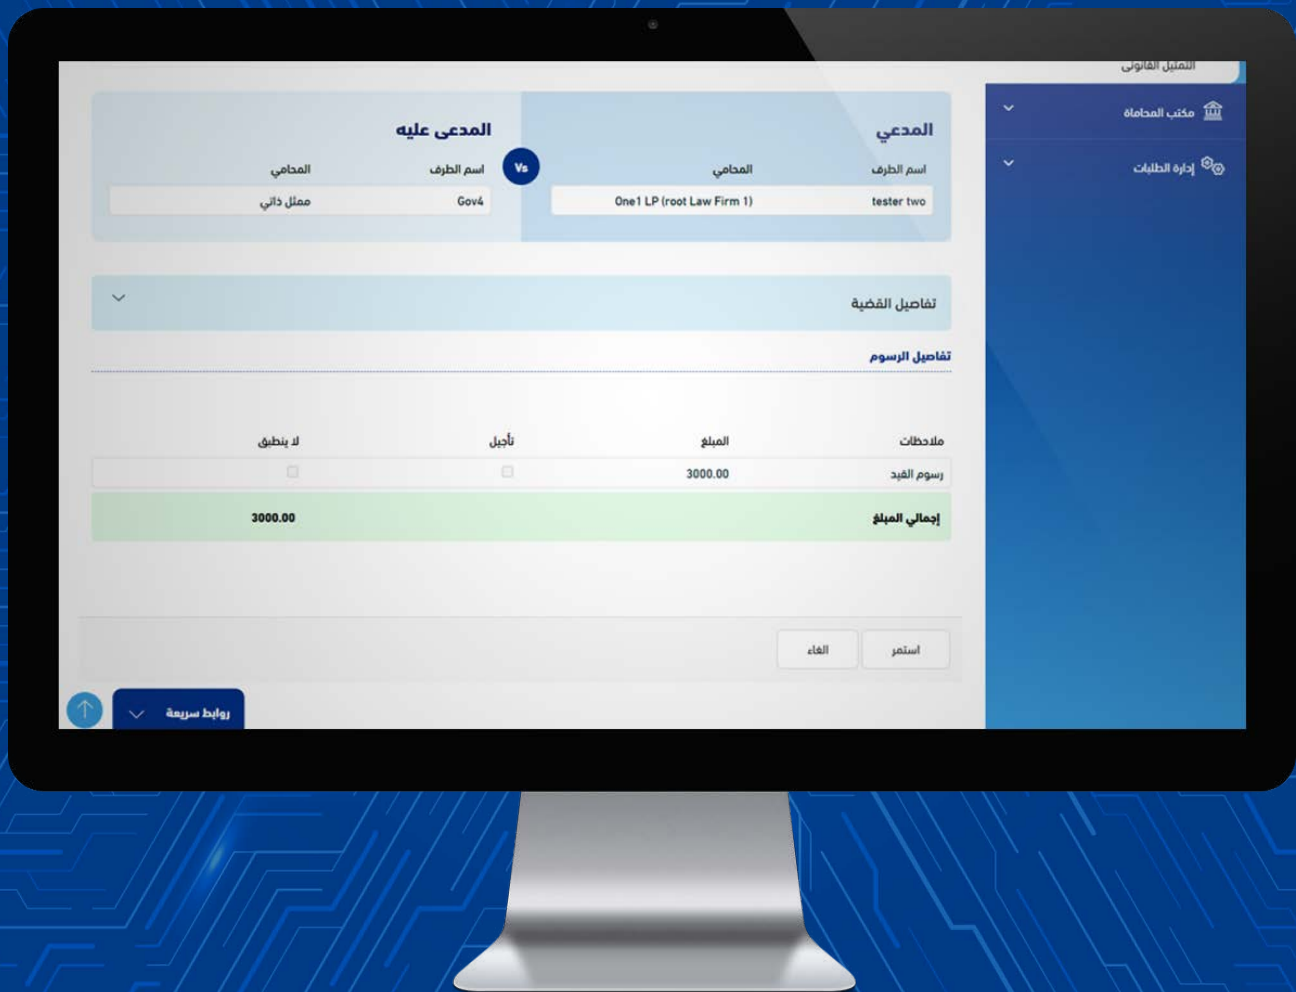 التمثيل القانونى
مكتب المحاماة
إدارة الطلبات
المدعي
المدعى عليه
اسم الطرف المحامي
Vs
اسم الطرف المحامي
tester two One1 LP (root Law Firm 1)
Gov4 ممثل ذاتي
تفاصيل القضية
تفاصيل الرسوم
ملاحظات المبلغ تأجيل لا ينطبق
رسوم القيد 3000.00
إجمالي المبلغ 3000.00
استمر الغاء
روابط سريعة